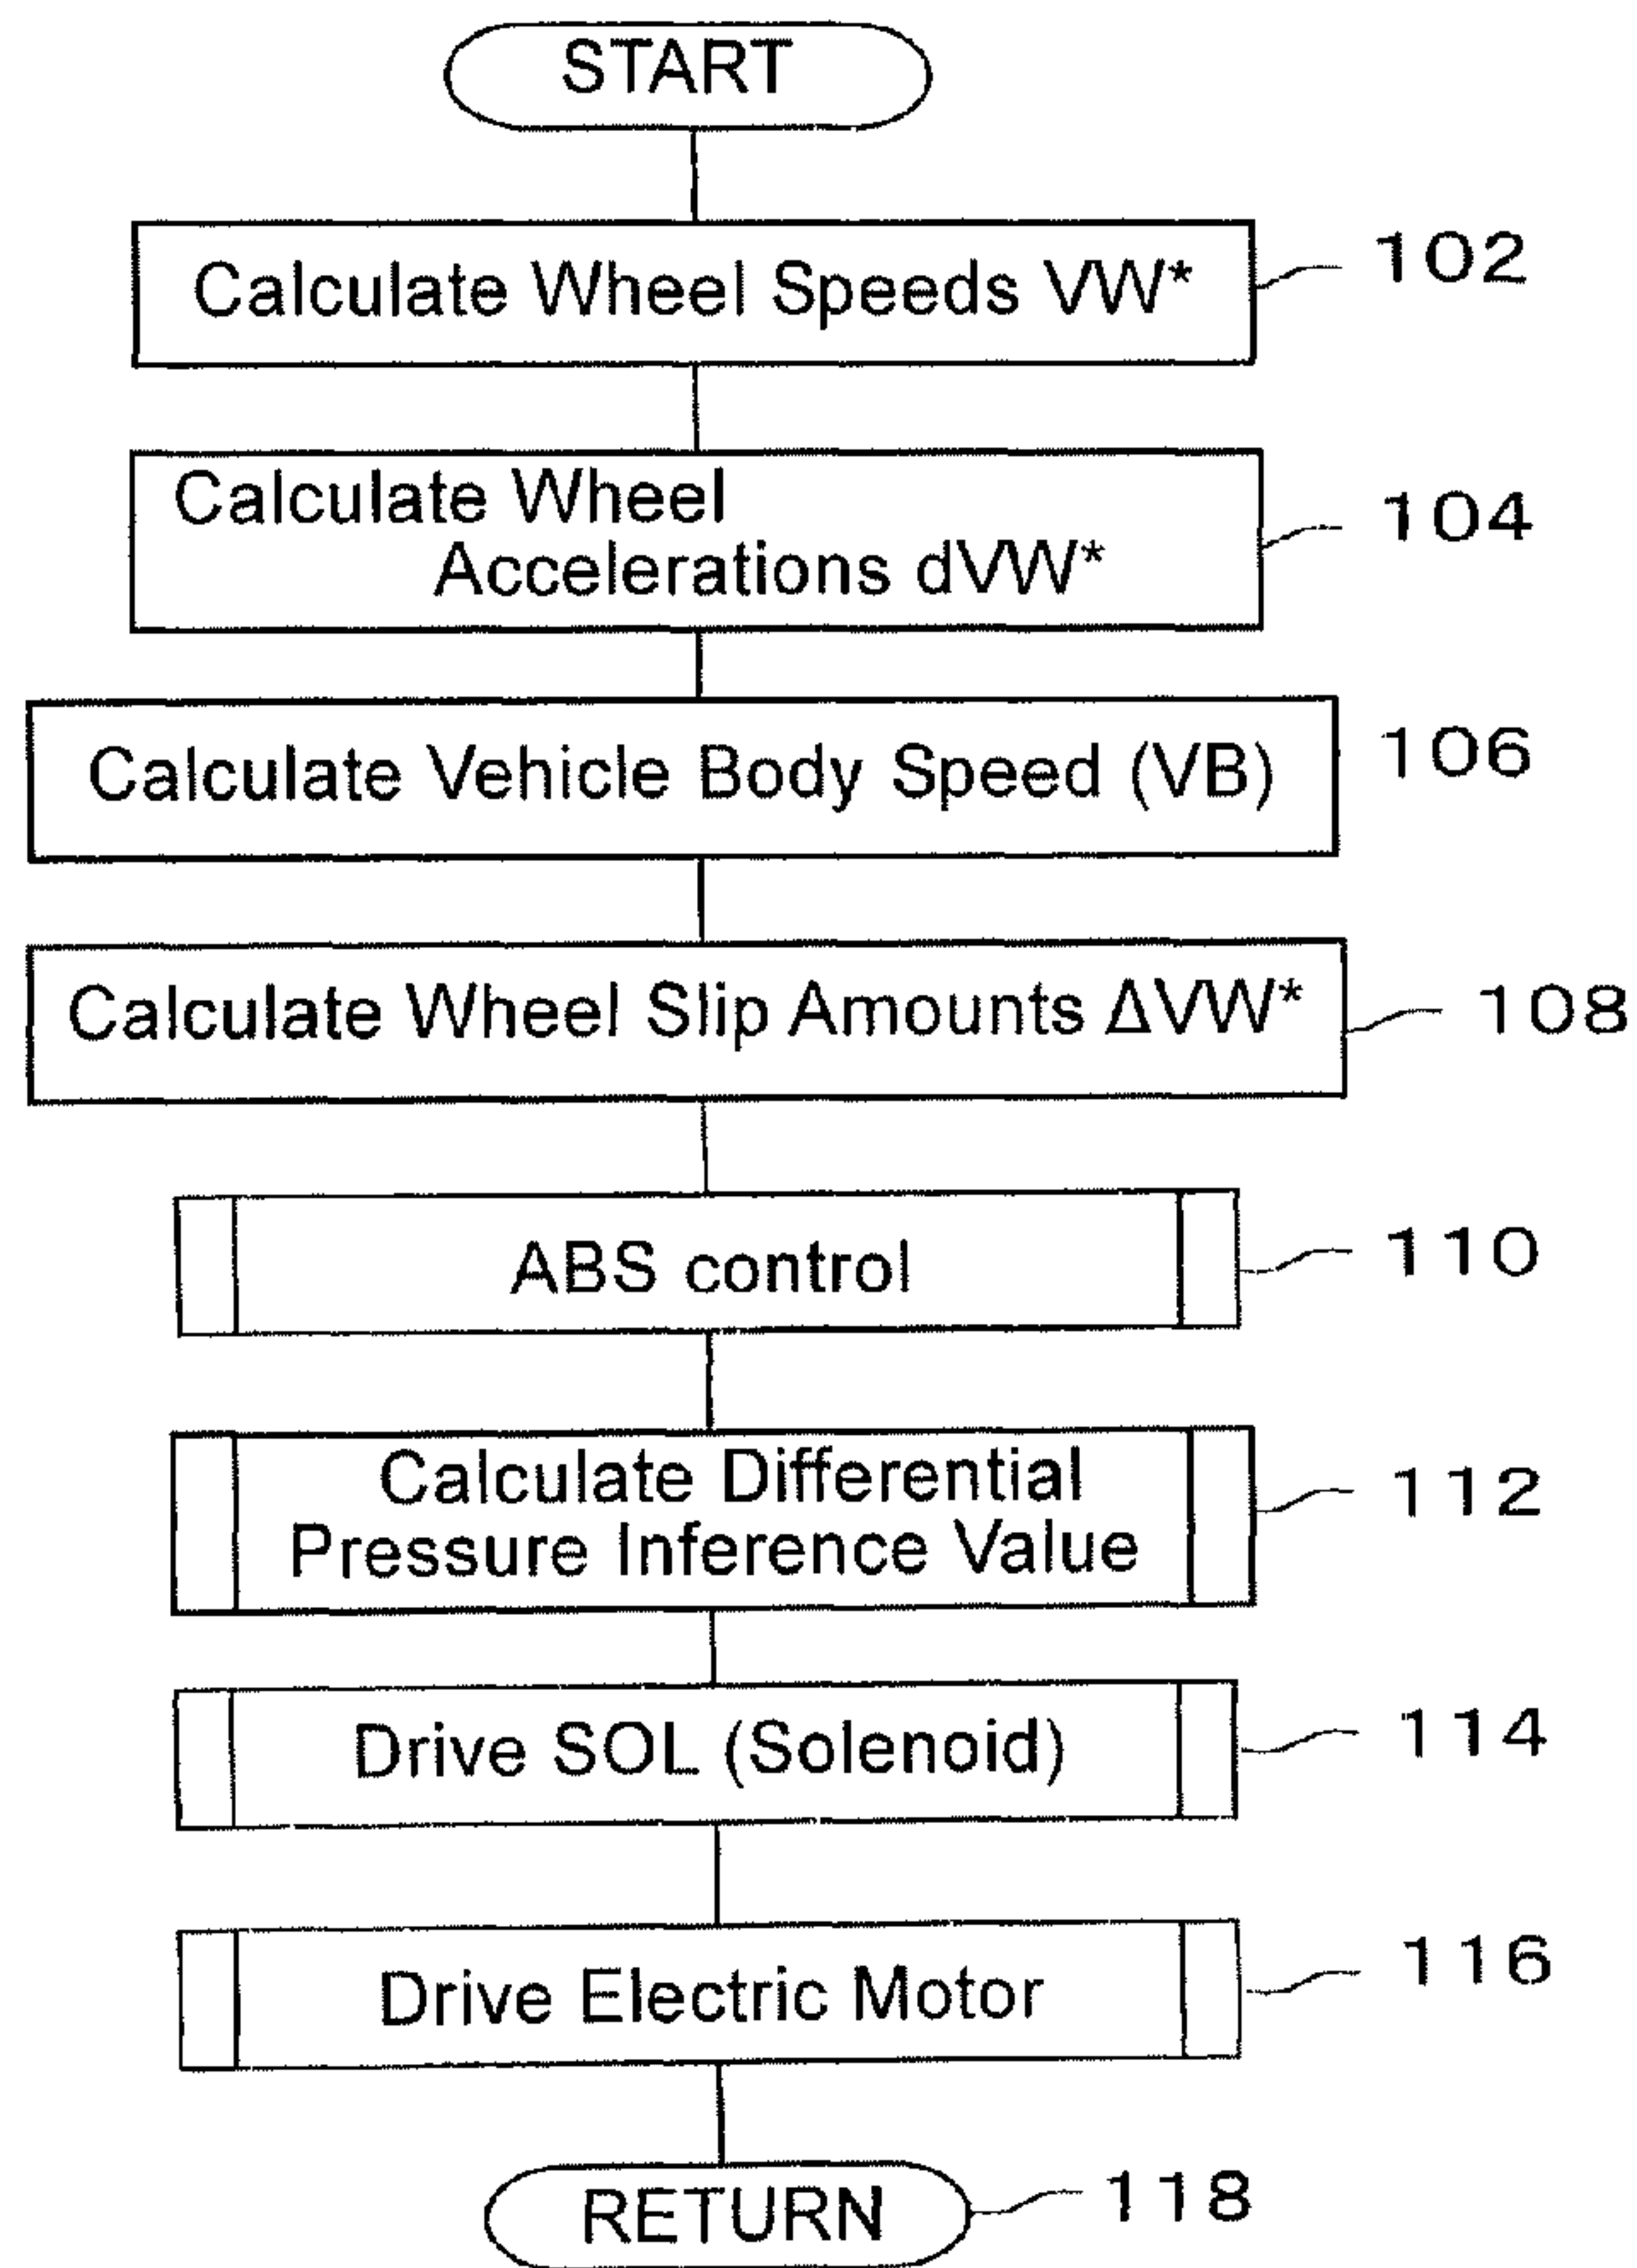 START
Calculate Wheel Speeds VW*
102
Calculate Wheel
Accelerations dVW*
104
Calculate Vehicle Body Speed (VB)
106
Calculate Wheel Slip Amounts ΔVW*
108
ABS control
110
Calculate Differential
Pressure Inference Value
112
Drive SOL (Solenoid)
114
Drive Electric Motor
116
RETURN
118